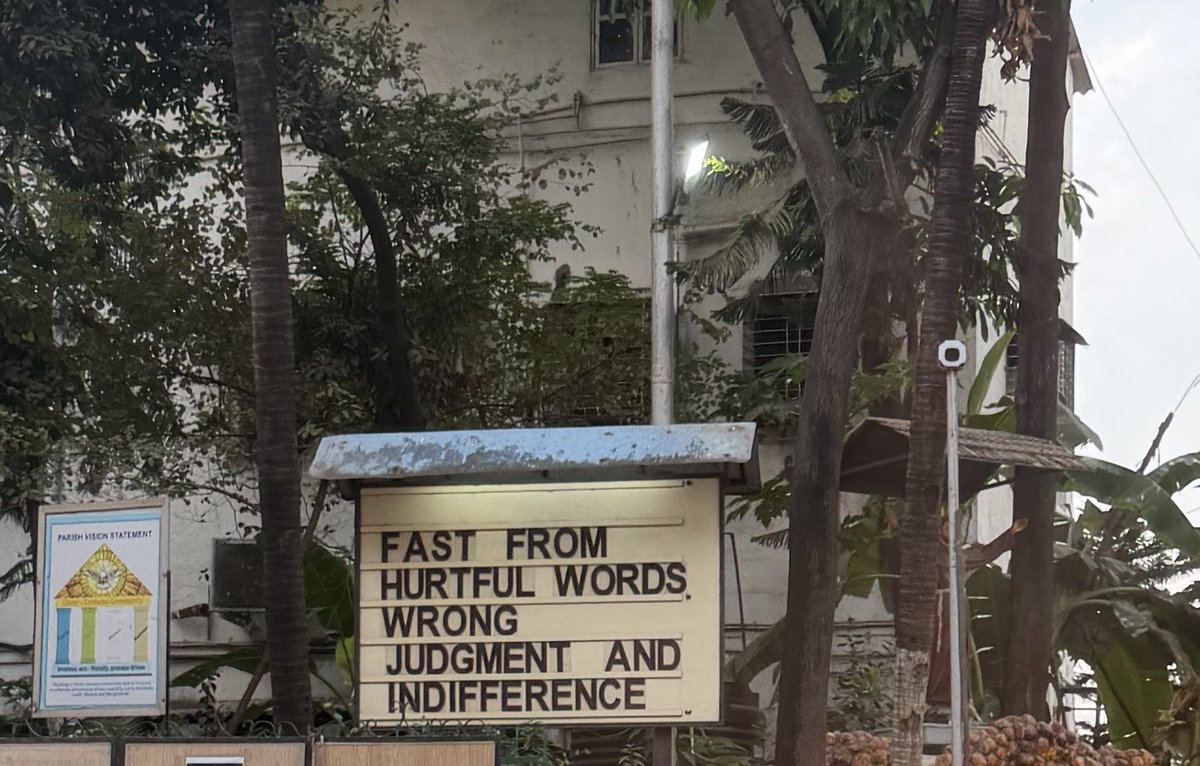 PARISH VISION STATEMENT
FAST FROM
HURTFUL WORDS,
WRONG
JUDGMENT AND
INDIFFERENCE